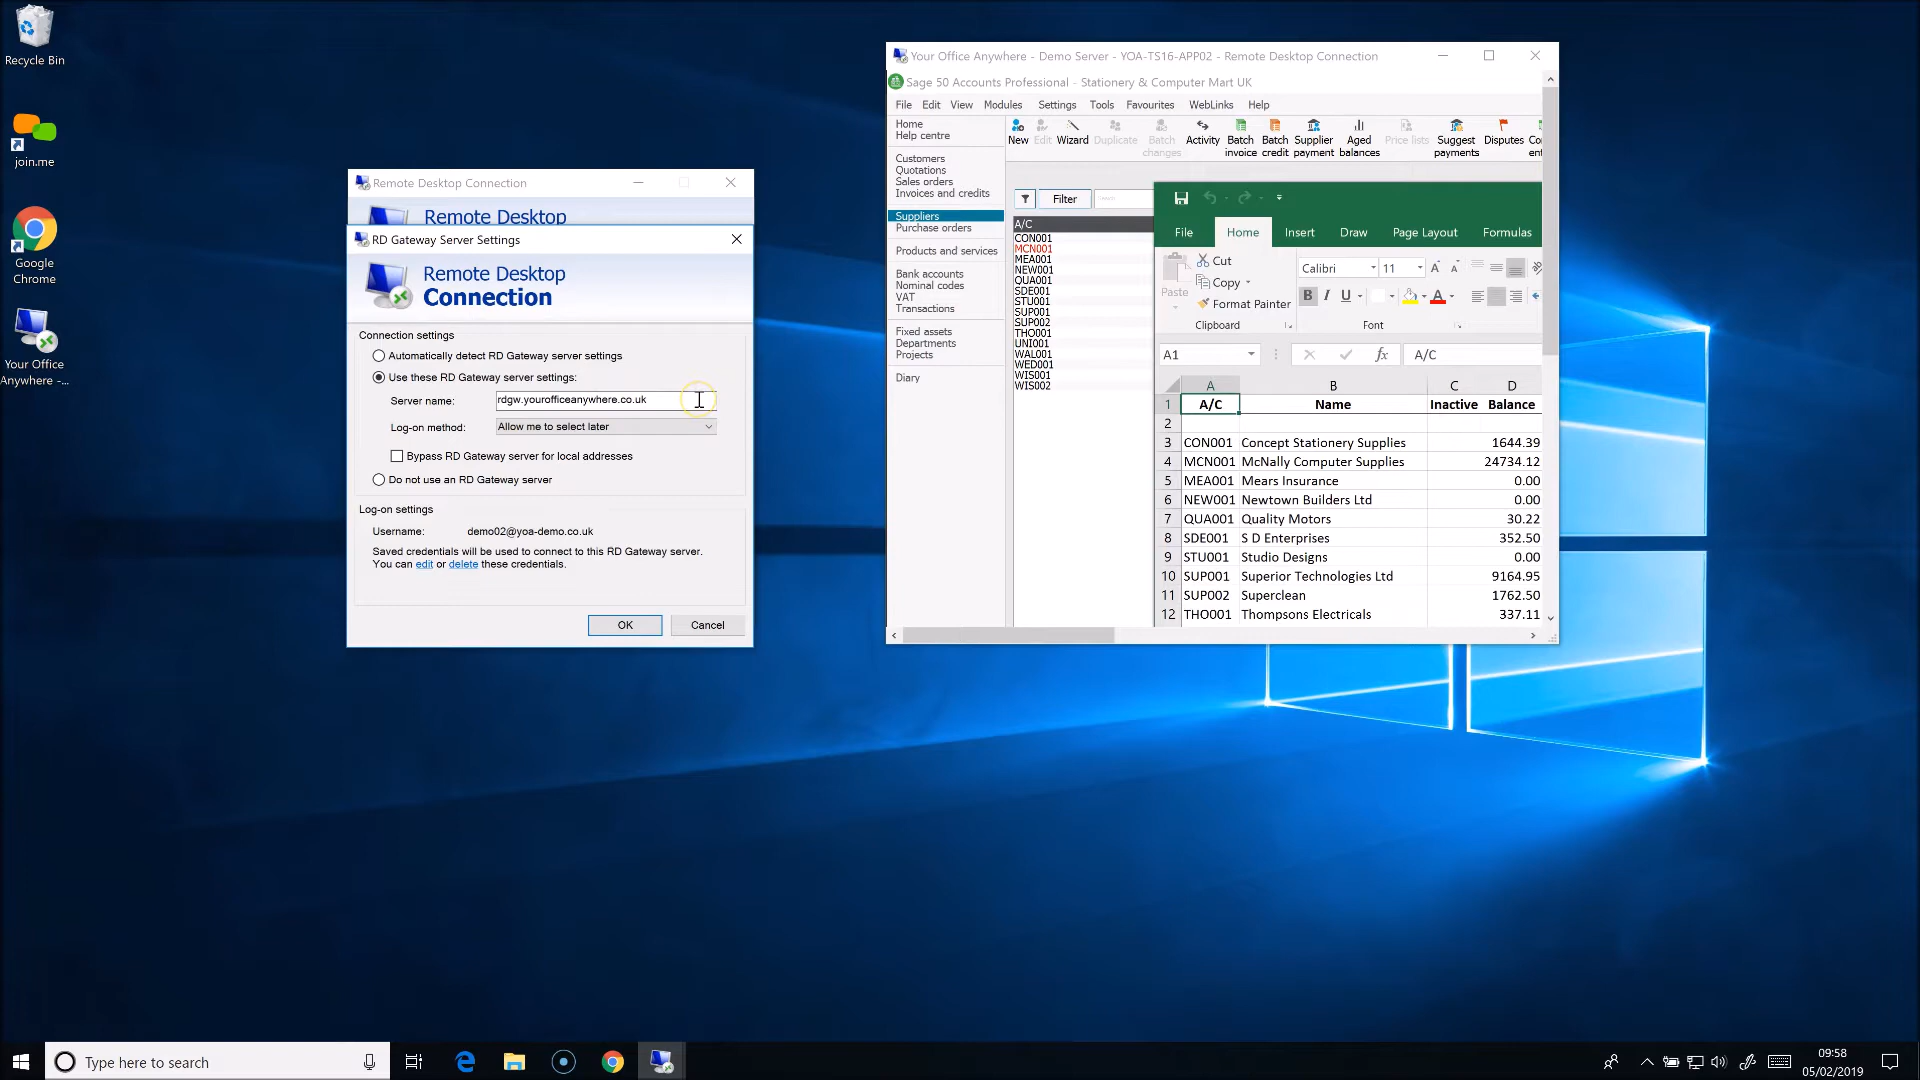 Recycle Bin
join.me
Google
Chrome
Your Office
Anywhere -...
Remote Desktop Connection
Remote Desktop
RD Gateway Server Settings
Remote Desktop
Connection
Connection settings
Automatically detect RD Gateway server settings
Use these RD Gateway server settings:
Server name:
rdgw.yourofficeanywhere.co.uk
Log-on method:
Allow me to select later
Bypass RD Gateway server for local addresses
Do not use an RD Gateway server
Log-on settings
Username:
demo02@yoa-demo.co.uk
Saved credentials will be used to connect to this RD Gateway server.
You can edit or delete these credentials.
OK
Cancel
Your Office Anywhere - Demo Server - YOA-TS16-APP02 - Remote Desktop Connection
Sage 50 Accounts Professional - Stationery & Computer Mart UK
File Edit View Modules Settings Tools Favourites WebLinks Help
Home
Help centre
Customers
Quotations
Sales orders
Invoices and credits
Suppliers
Purchase orders
Products and services
Bank accounts
Nominal codes
VAT
Transactions
Fixed assets
Departments
Projects
Diary
New Edit Wizard Duplicate Batch changes Activity Batch invoice Batch credit Supplier payment Aged balances Price lists Suggest payments Disputes
Filter
A/C
CON001
MCN001
MEA001
NEW001
QUA001
SDE001
STU001
SUP001
SUP002
THO001
UNI001
WAL001
WED001
WIS001
WIS002
File Home Insert Draw Page Layout Formulas
Paste
Cut
Copy
Format Painter
Clipboard
Calibri 11
A A
B I U A
Font
A1 fx A/C
A B C D
1 A/C Name Inactive Balance
2
3 CON001 Concept Stationery Supplies 1644.39
4 MCN001 McNally Computer Supplies 24734.12
5 MEA001 Mears Insurance 0.00
6 NEW001 Newtown Builders Ltd 0.00
7 QUA001 Quality Motors 30.22
8 SDE001 S D Enterprises 352.50
9 STU001 Studio Designs 0.00
10 SUP001 Superior Technologies Ltd 9164.95
11 SUP002 Superclean 1762.50
12 THO001 Thompsons Electricals 337.11
Type here to search
09:58
05/02/2019